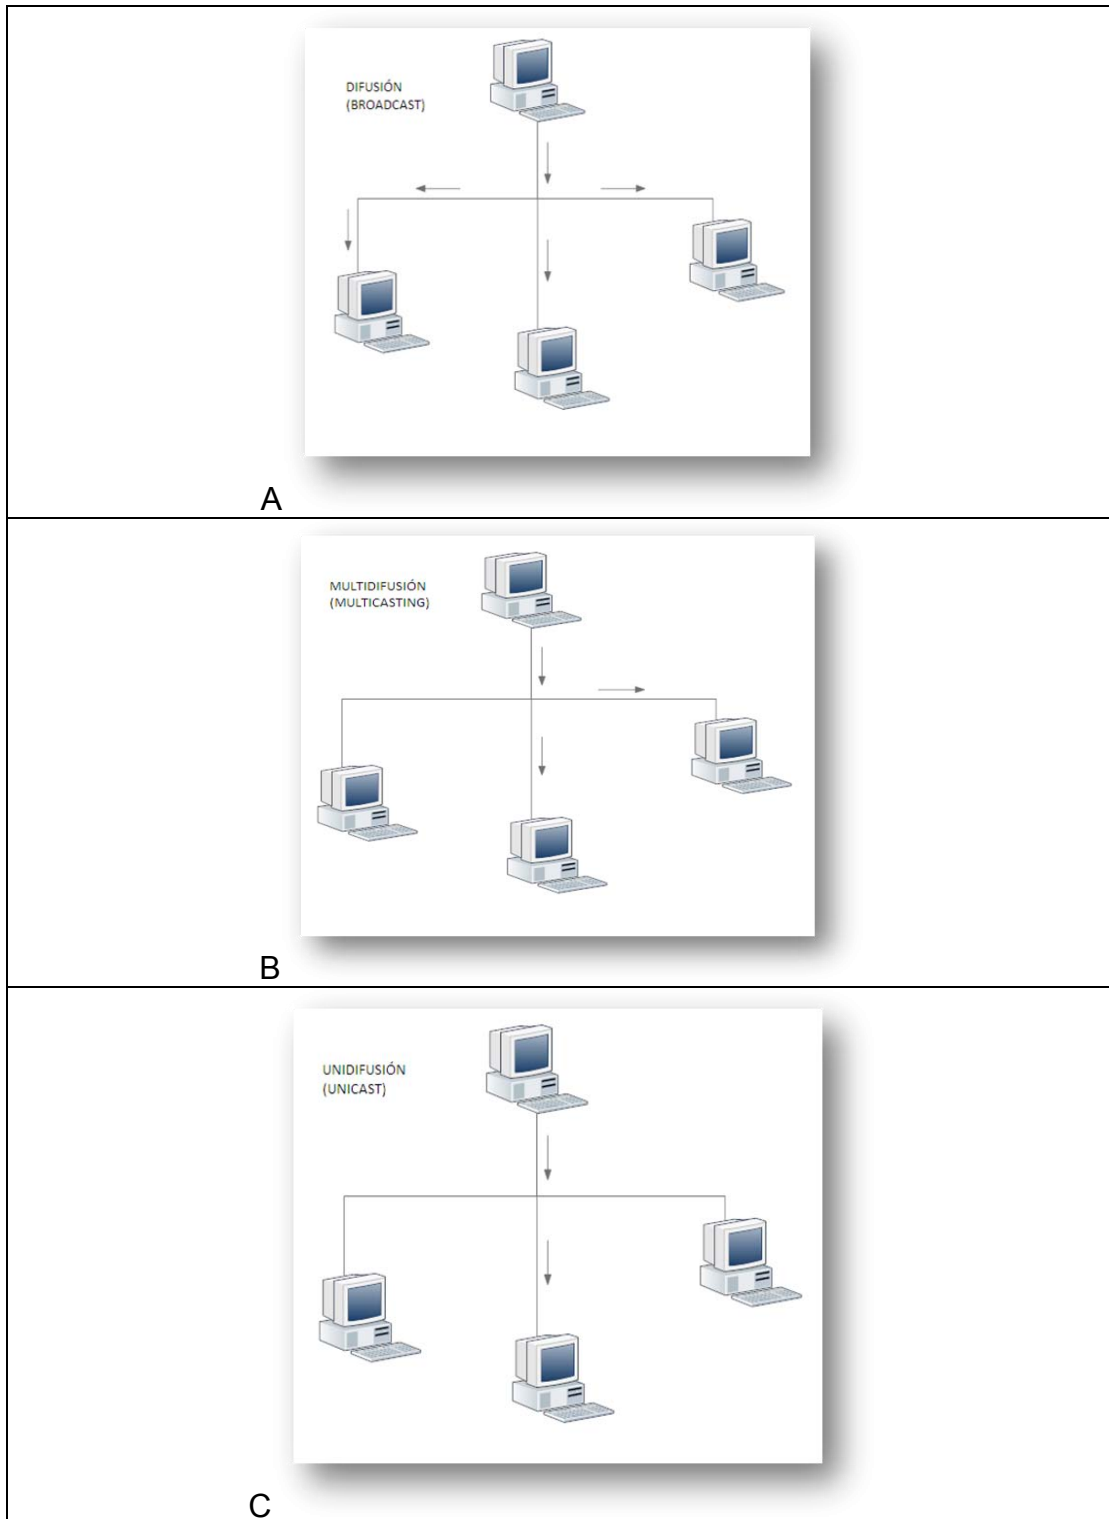 DIFUSIÓN
(BROADCAST)
A
MULTIDIFUSIÓN
(MULTICASTING)
B
UNIDIFUSIÓN
(UNICAST)
C